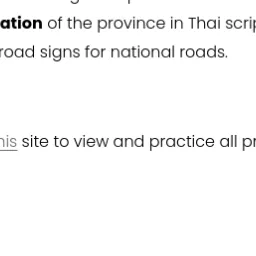 ation of the province in Thai scri
road signs for national roads.
his site to view and practice all pr